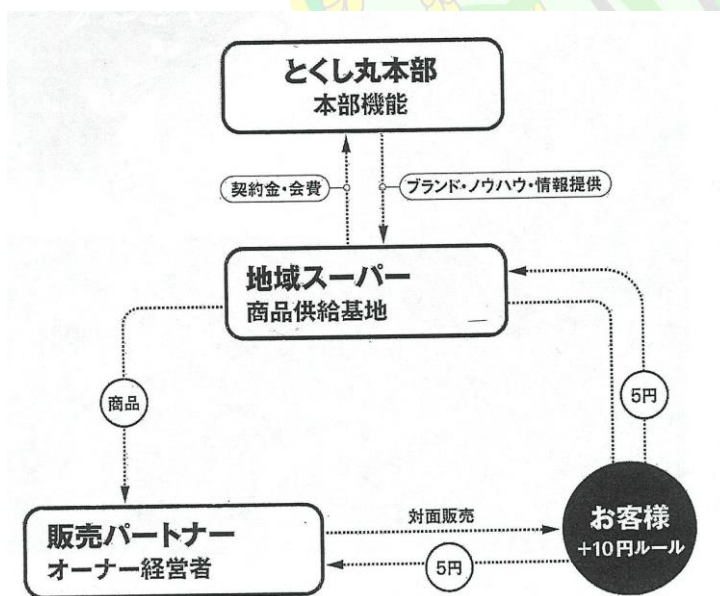 とくし丸本部
本部機能
契約金・会費
ブランド・ノウハウ・情報提供
地域スーパー
商品供給基地
商品
5円
販売パートナー
オーナー経営者
対面販売
5円
お客様
+10円ルール